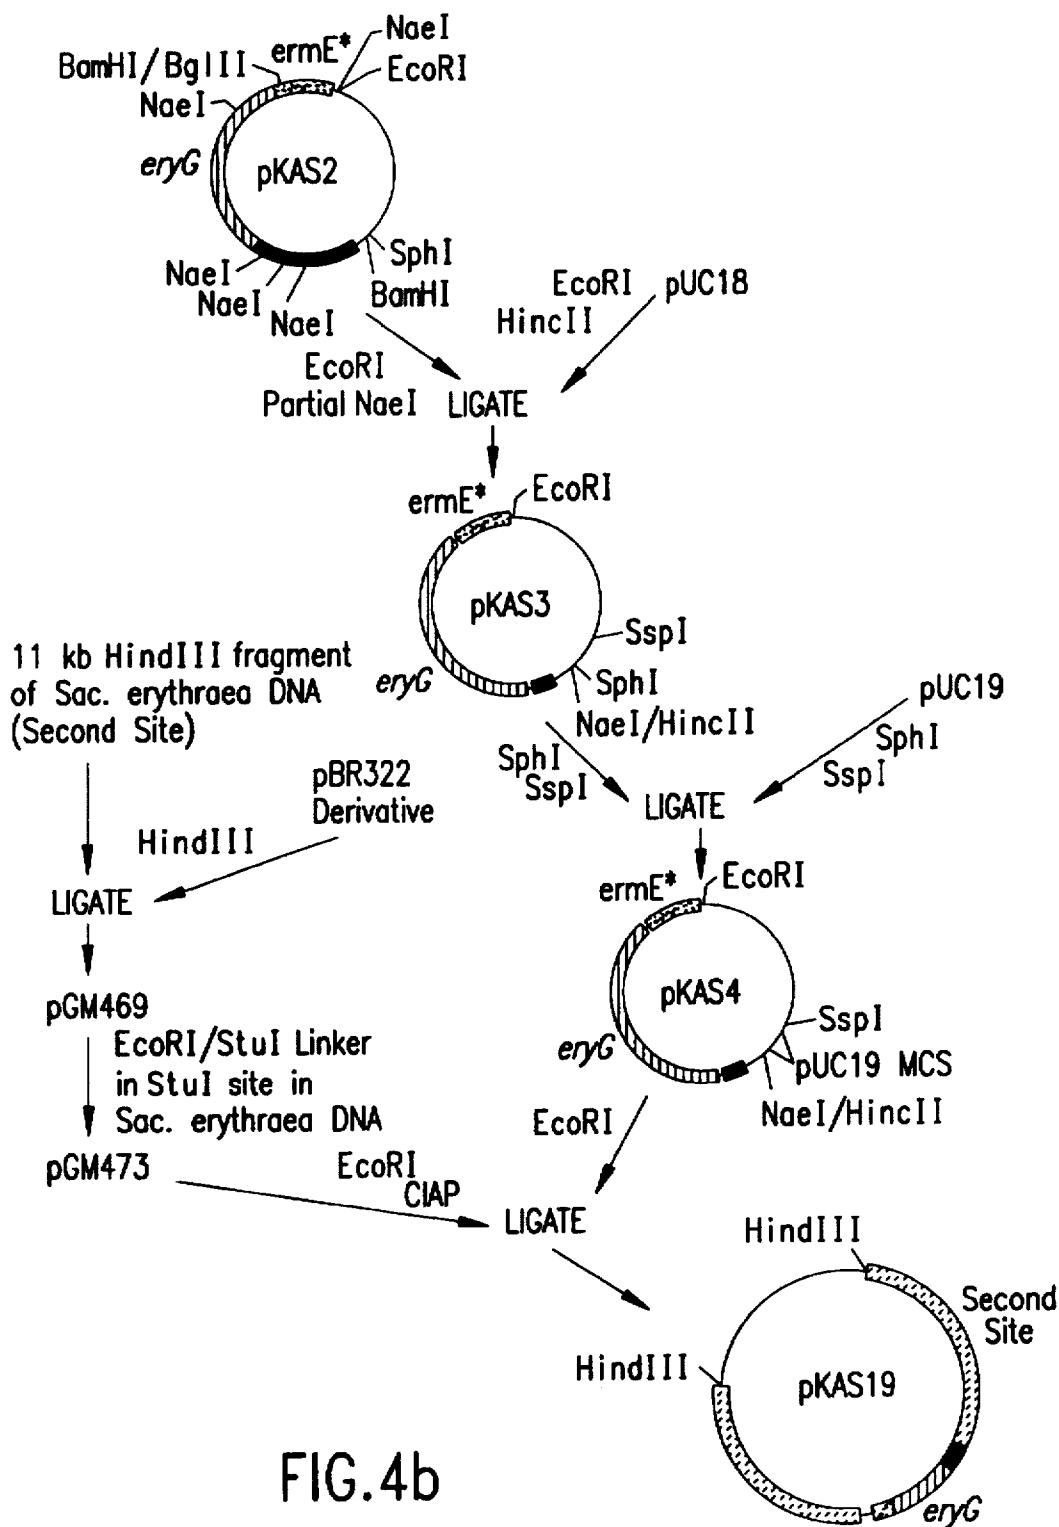 NaeI
ermE*
BamHI/BglII
EcoRI
NaeI
eryG
pKAS2
SphI
BamHI
NaeI
NaeI
NaeI
EcoRI
HincII
pUC18
EcoRI
Partial NaeI
LIGATE
ermE*
EcoRI
pKAS3
SspI
eryG
SphI
NaeI/HincII
11 kb HindIII fragment
of Sac. erythraea DNA
(Second Site)
pUC19
SphI
SspI
SphI
SspI
pBR322
Derivative
HindIII
LIGATE
LIGATE
ermE*
EcoRI
pKAS4
SspI
eryG
pUC19 MCS
NaeI/HincII
pGM469
EcoRI/StuI Linker
in StuI site in
Sac. erythraea DNA
pGM473
EcoRI
CIAP
EcoRI
LIGATE
HindIII
Second
Site
HindIII
pKAS19
eryG
FIG.4b